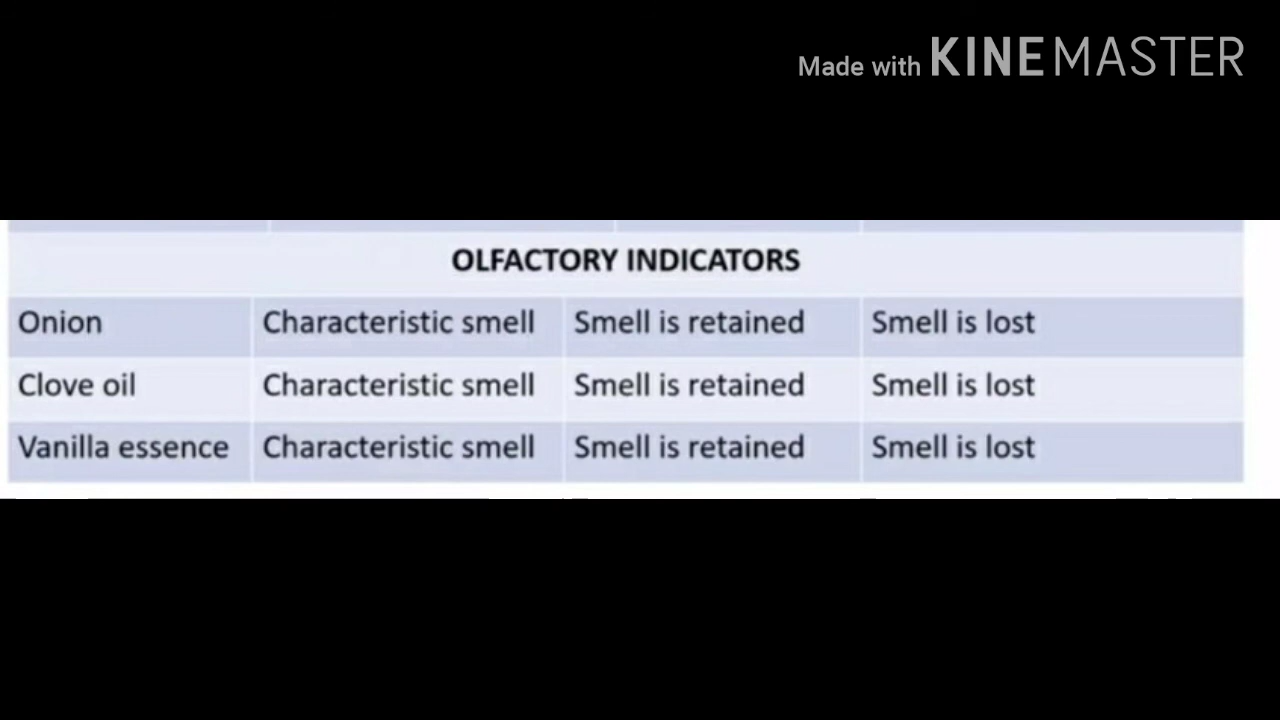 Made with KINEMASTER
OLFACTORY INDICATORS
Onion Characteristic smell Smell is retained Smell is lost
Clove oil Characteristic smell Smell is retained Smell is lost
Vanilla essence Characteristic smell Smell is retained Smell is lost